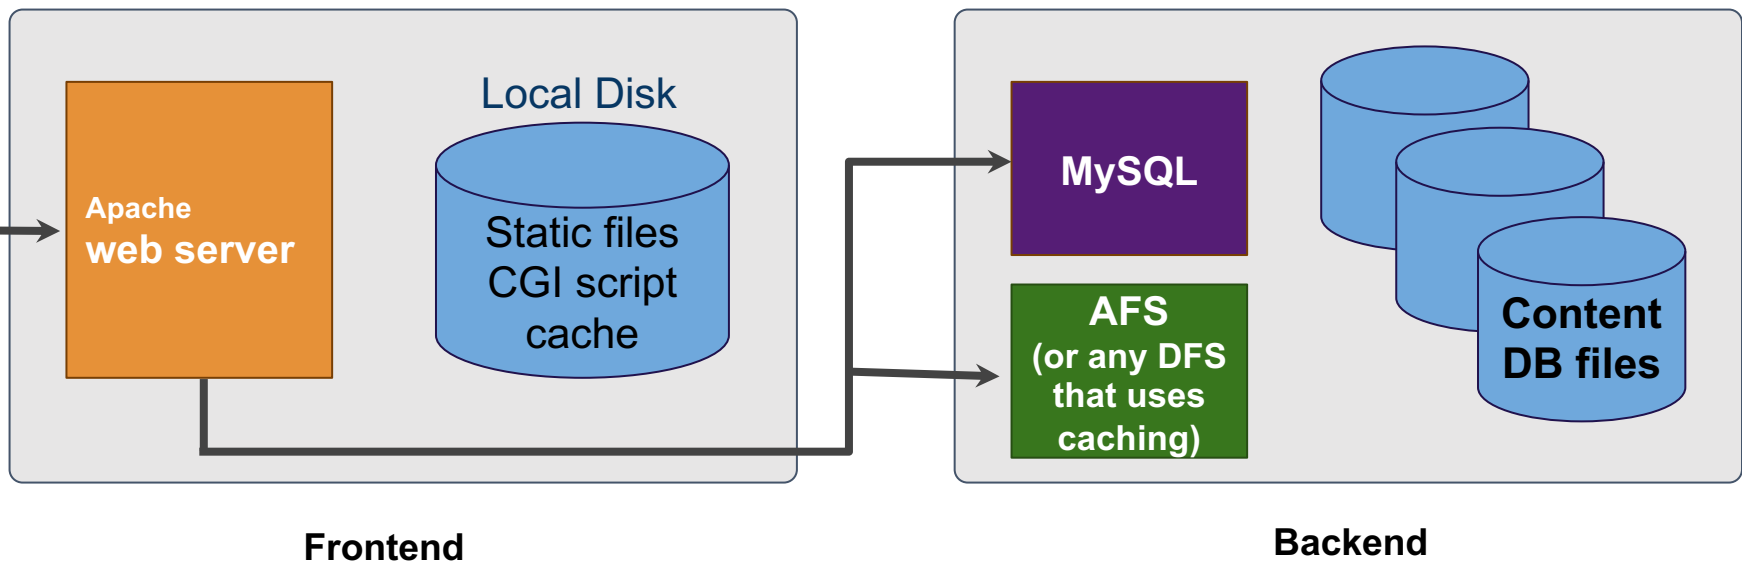 Local Disk
Apache
web server
Static files
CGI script
cache
MySQL
AFS
(or any DFS
that uses
caching)
Content
DB files
Frontend
Backend